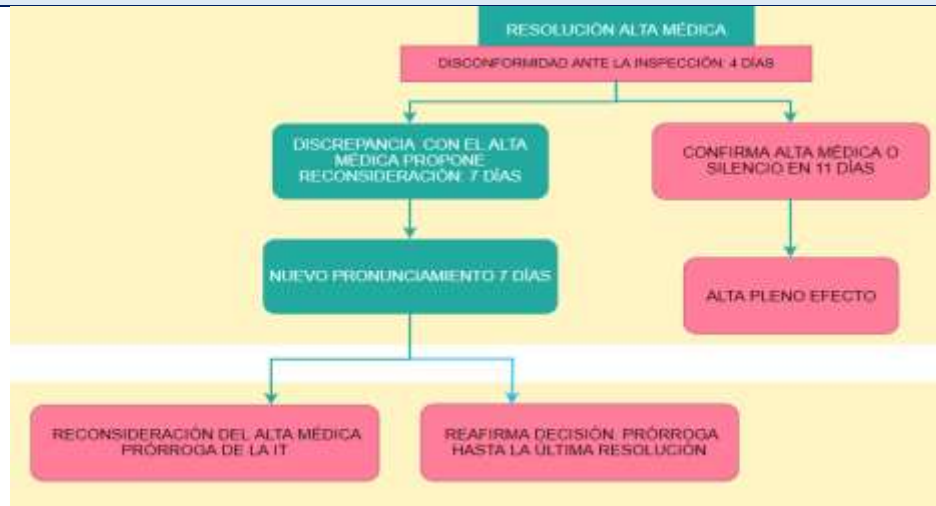 RESOLUCIÓN ALTA MÉDICA
DISCONFORMIDAD ANTE LA INSPECCIÓN: 4 DÍAS
DISCREPANCIA CON EL ALTA
MÉDICA PROPONE
RECONSIDERACIÓN: 7 DÍAS
CONFIRMA ALTA MÉDICA O
SILENCIO EN 11 DÍAS
NUEVO PRONUNCIAMIENTO 7 DÍAS
ALTA PLENO EFECTO
RECONSIDERACIÓN DEL ALTA MÉDICA
PRÓRROGA DE LA IT
REAFIRMA DECISIÓN: PRÓRROGA
HASTA LA ÚLTIMA RESOLUCIÓN